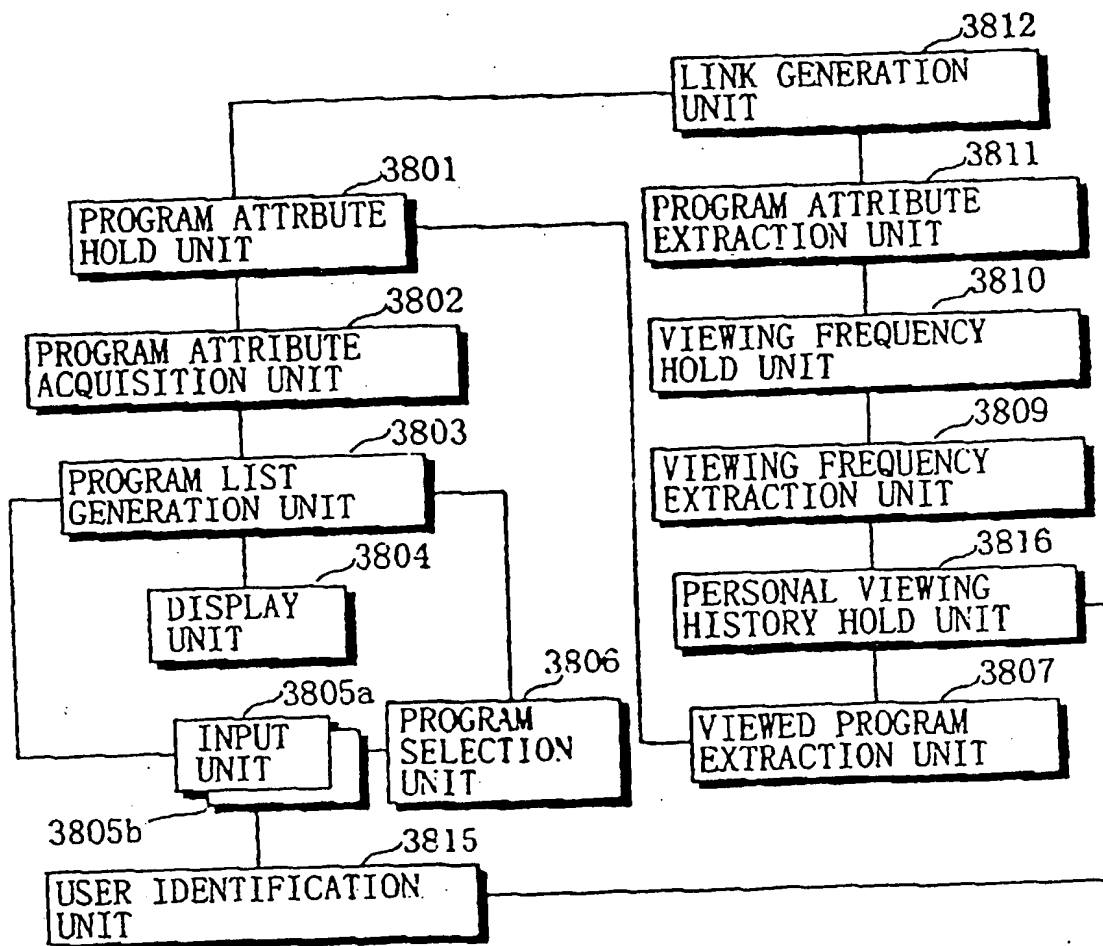 3812
LINK GENERATION
UNIT
3801
PROGRAM ATTRBUTE
HOLD UNIT
3811
PROGRAM ATTRIBUTE
EXTRACTION UNIT
3802
PROGRAM ATTRIBUTE
ACQUISITION UNIT
3810
VIEWING FREQUENCY
HOLD UNIT
3803
PROGRAM LIST
GENERATION UNIT
3809
VIEWING FREQUENCY
EXTRACTION UNIT
3804
DISPLAY
UNIT
3816
PERSONAL VIEWING
HISTORY HOLD UNIT
3805a
INPUT
UNIT
3805b
3806
PROGRAM
SELECTION
UNIT
3807
VIEWED PROGRAM
EXTRACTION UNIT
3815
USER IDENTIFICATION
UNIT